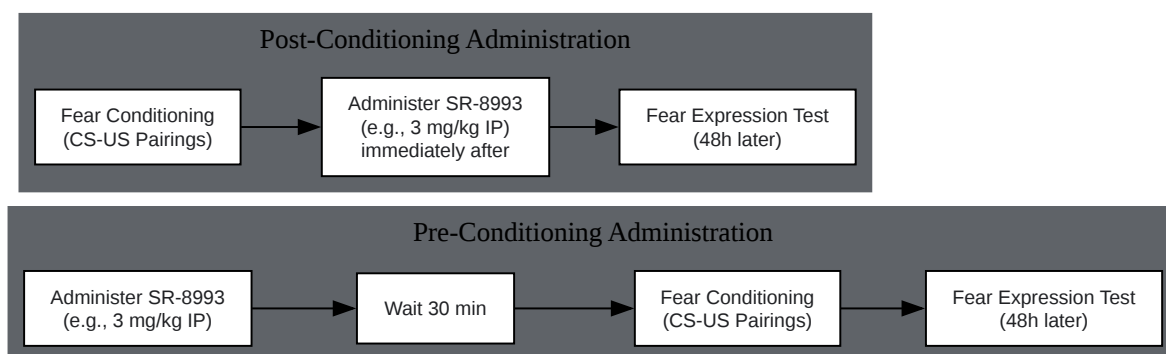 Post-Conditioning Administration
Fear Conditioning
(CS-US Pairings)
Administer SR-8993
(e.g., 3 mg/kg IP)
immediately after
Fear Expression Test
(48h later)
Pre-Conditioning Administration
Administer SR-8993
(e.g., 3 mg/kg IP)
Wait 30 min
Fear Conditioning
(CS-US Pairings)
Fear Expression Test
(48h later)